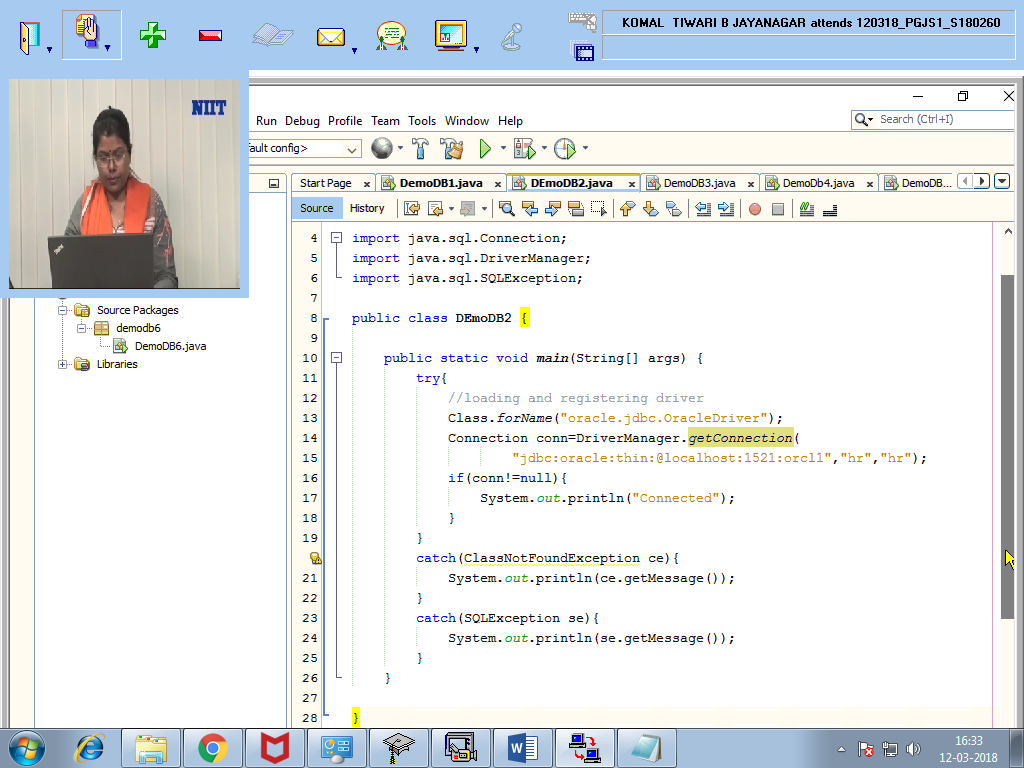 KOMAL  TIWARI B JAYANAGAR attends 120318_PGJS1_S180260
NIIT
Run Debug Profile Team Tools Window Help
Search (Ctrl+I)
ault config>
Start Page DemoDB1.java DEmoDB2.java DemoDB3.java DemoDb4.java DemoDB...
Source History
4 import java.sql.Connection;
5 import java.sql.DriverManager;
6 import java.sql.SQLException;
7
8 public class DEmoDB2 {
9
10 public static void main(String[] args) {
11 try{
12 //loading and registering driver
13 Class.forName("oracle.jdbc.OracleDriver");
14 Connection conn=DriverManager.getConnection(
15 "jdbc:oracle:thin:@localhost:1521:orcl1","hr","hr");
16 if(conn!=null){
17 System.out.println("Connected");
18 }
19 }
catch(ClassNotFoundException ce){
21 System.out.println(ce.getMessage());
22 }
23 catch(SQLException se){
24 System.out.println(se.getMessage());
25 }
26 }
27
28 }
Source Packages
demodb6
DemoDB6.java
Libraries
16:33
12-03-2018